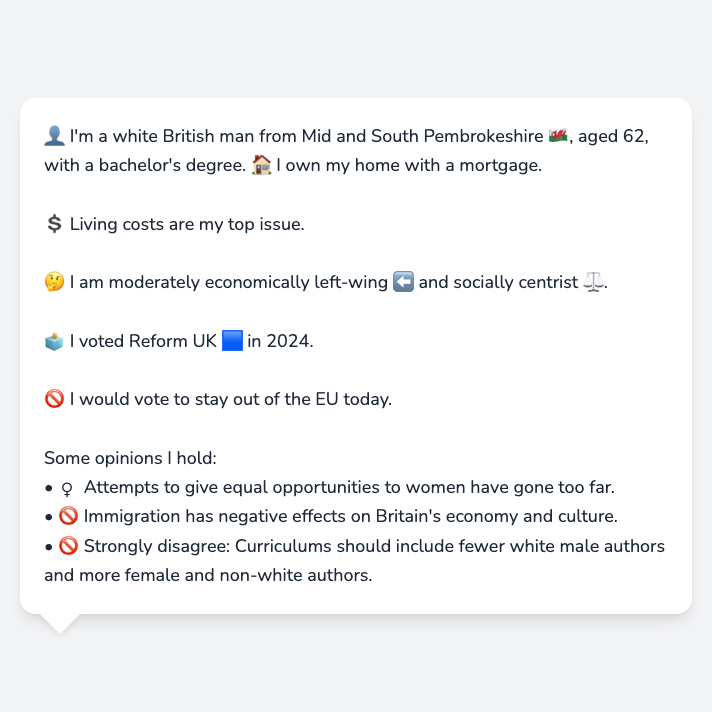 👤 I'm a white British man from Mid and South Pembrokeshire 🏴󠁧󠁢󠁷󠁬󠁳󠁿, aged 62,
with a bachelor's degree. 🏠 I own my home with a mortgage.
💲 Living costs are my top issue.
🤔 I am moderately economically left-wing ⬅️ and socially centrist ⚖️.
🗳️ I voted Reform UK 🟦 in 2024.
🚫 I would vote to stay out of the EU today.
Some opinions I hold:
• ♀ Attempts to give equal opportunities to women have gone too far.
• 🚫 Immigration has negative effects on Britain's economy and culture.
• 🚫 Strongly disagree: Curriculums should include fewer white male authors
and more female and non-white authors.